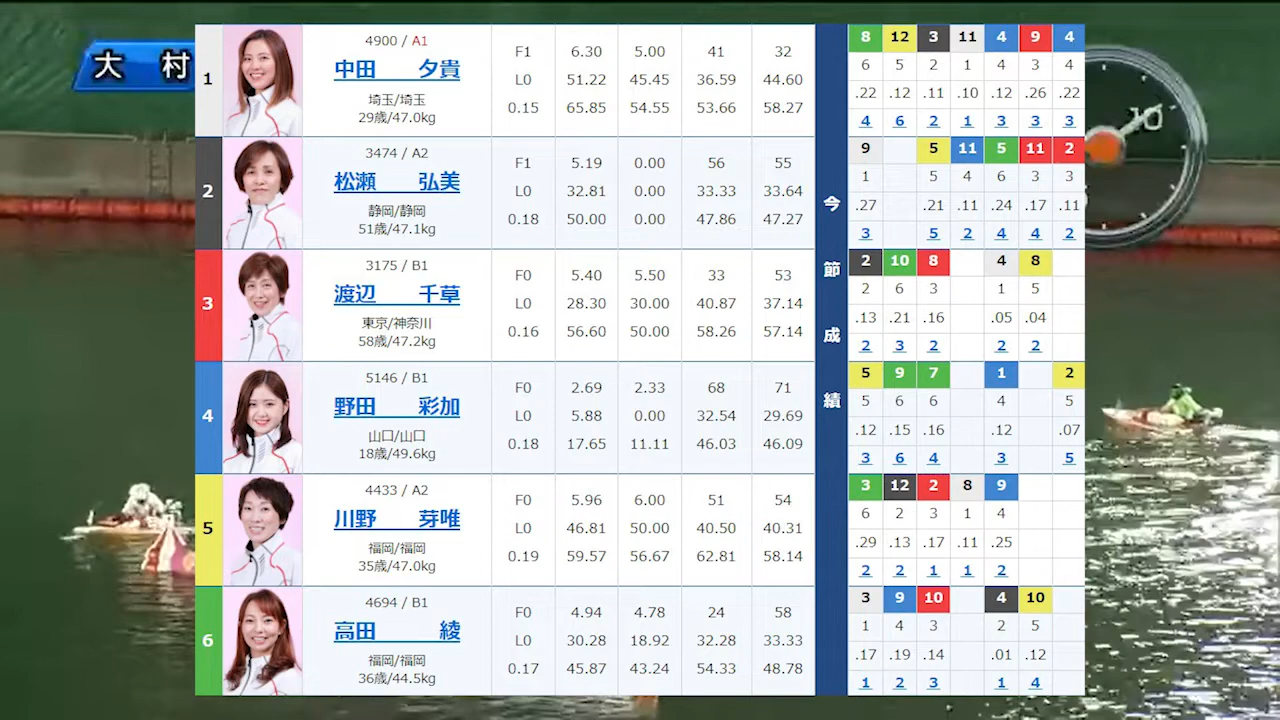 大 村
1
4900 / A1
中田 夕貴
埼玉/埼玉
29歳/47.0kg
F1 6.30 5.00 41 32
L0 51.22 45.45 36.59 44.60
0.15 65.85 54.55 53.66 58.27
8 12 3 11 4 9 4
6 5 2 1 4 3 4
.22 .12 .11 .10 .12 .26 .22
4 6 2 1 3 3 3
2
3474 / A2
松瀬 弘美
静岡/静岡
51歳/47.1kg
F1 5.19 0.00 56 55
L0 32.81 0.00 33.33 33.64
0.18 50.00 0.00 47.86 47.27
9 5 11 5 11 2
1 5 4 6 3 3
.27 .21 .11 .24 .17 .11
3 5 2 4 4 2
3
3175 / B1
渡辺 千草
東京/神奈川
58歳/47.2kg
F0 5.40 5.50 33 53
L0 28.30 30.00 40.87 37.14
0.16 56.60 50.00 58.26 57.14
2 10 8 4 8
2 6 3 1 5
.13 .21 .16 .05 .04
2 3 2 2 2
4
5146 / B1
野田 彩加
山口/山口
18歳/49.6kg
F0 2.69 2.33 68 71
L0 5.88 0.00 32.54 29.69
0.18 17.65 11.11 46.03 46.09
5 9 7 1 2
5 6 6 4 5
.12 .15 .16 .12 .07
3 6 4 3 5
5
4433 / A2
川野 芽唯
福岡/福岡
35歳/47.0kg
F0 5.96 6.00 51 54
L0 46.81 50.00 40.50 40.31
0.19 59.57 56.67 62.81 58.14
3 12 2 8 9
6 2 3 1 4
.29 .13 .17 .11 .25
2 2 1 1 2
6
4694 / B1
高田 綾
福岡/福岡
36歳/44.5kg
F0 4.94 4.78 24 58
L0 30.28 18.92 32.28 33.33
0.17 45.87 43.24 54.33 48.78
3 9 10 4 10
1 4 3 2 5
.17 .19 .14 .01 .12
1 2 3 1 4
今節成績
10